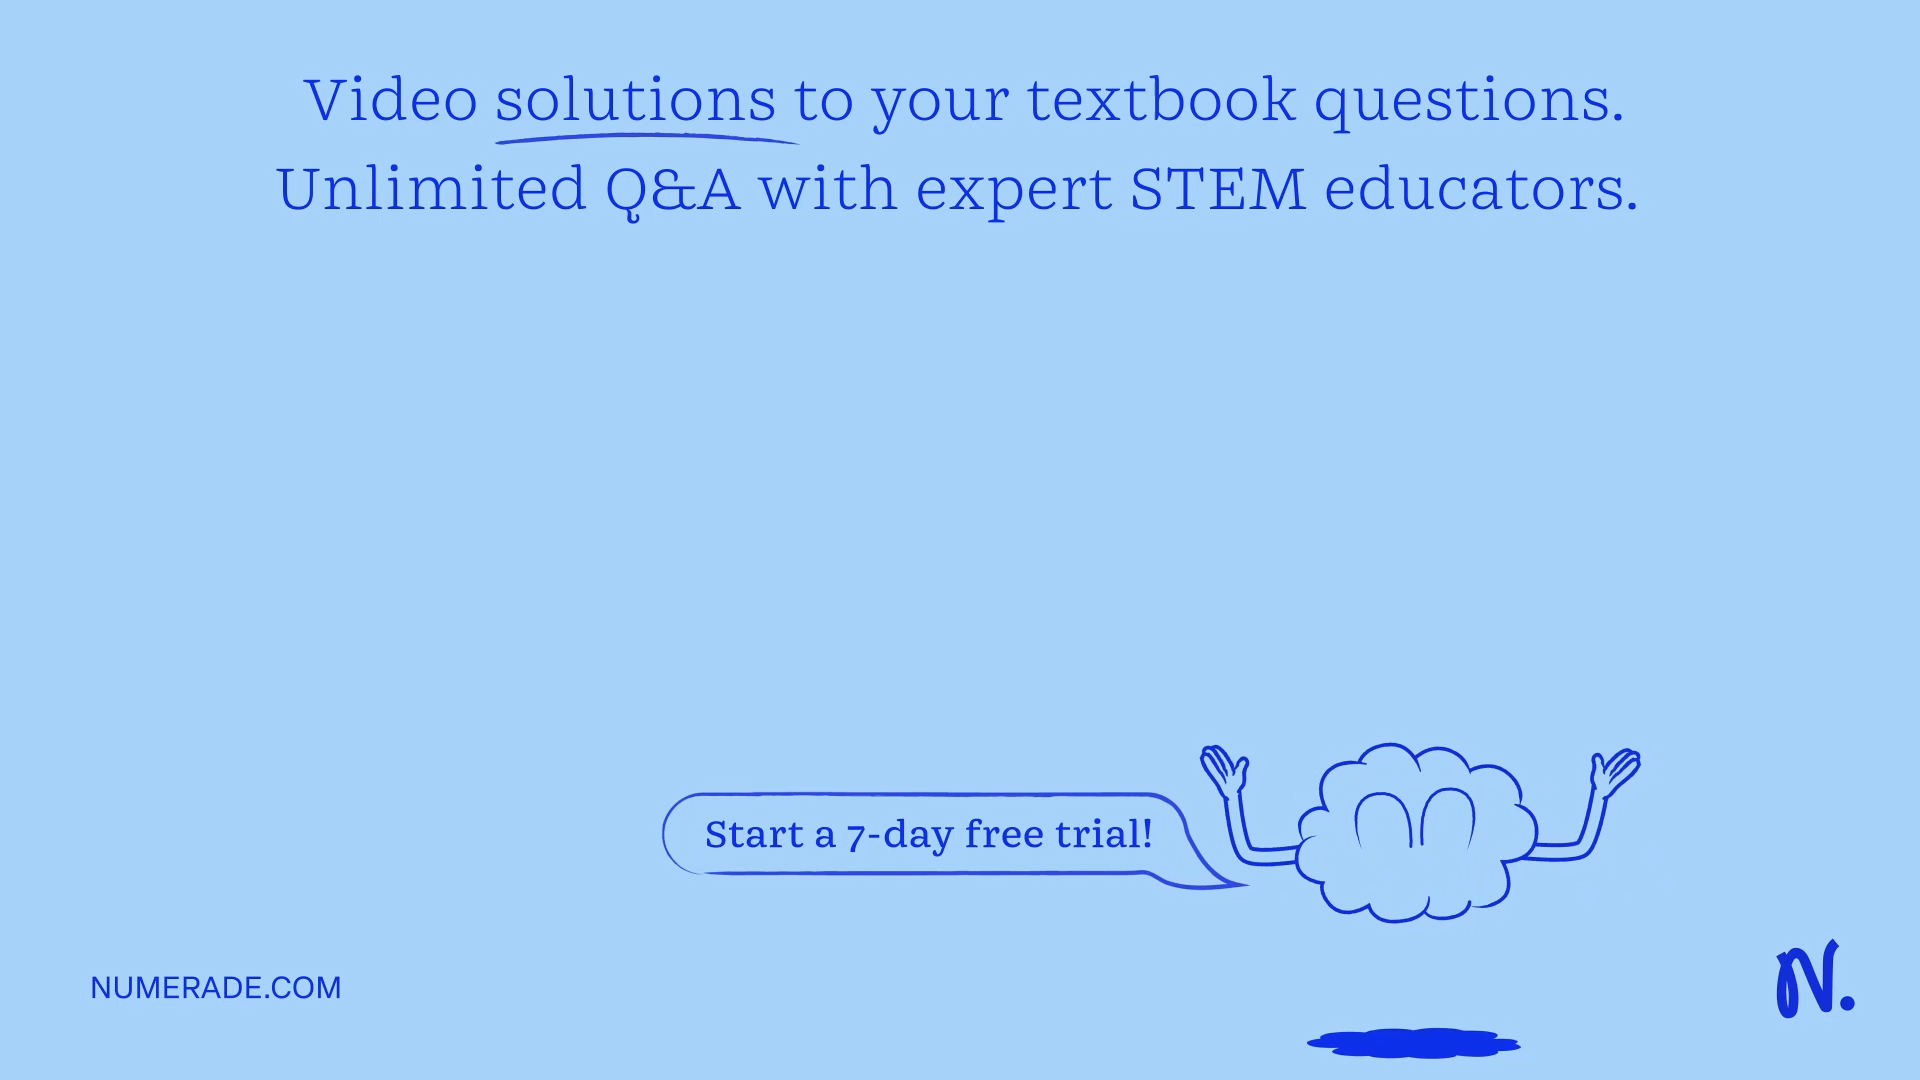 Video solutions to your textbook questions.
Unlimited Q&A with expert STEM educators.
Start a 7-day free trial!
NUMERADE.COM
N.